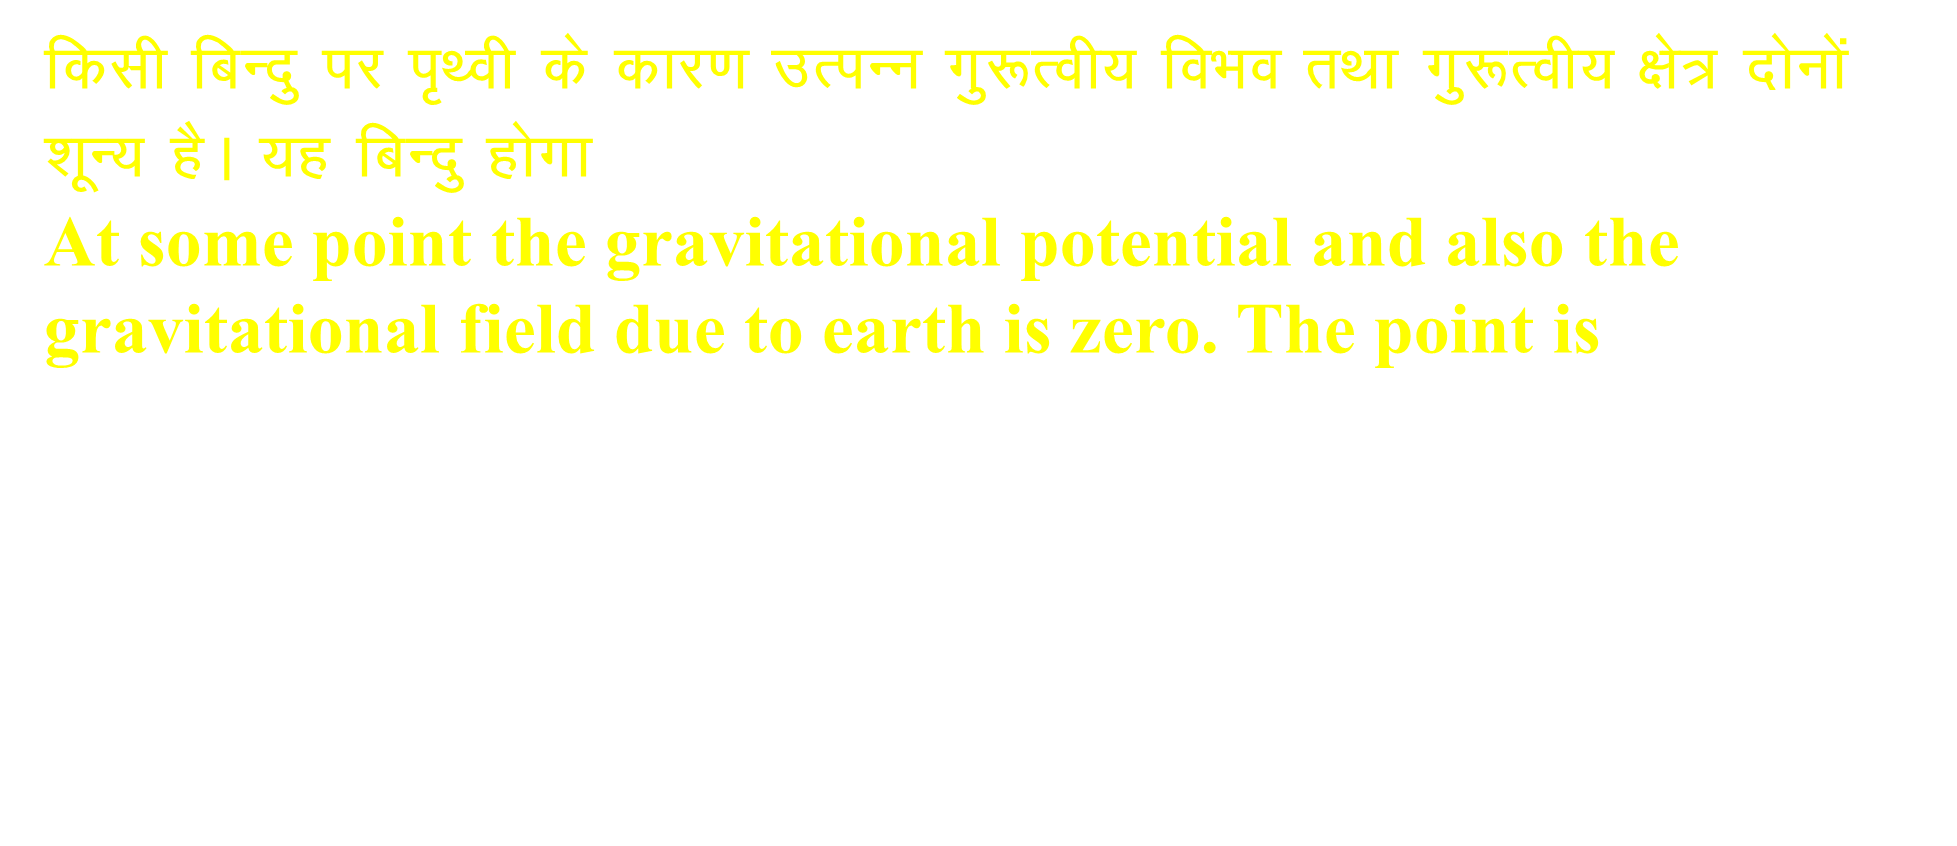 किसी बिन्दु पर पृथ्वी के कारण उत्पन्न गुरूत्वीय विभव तथा गुरूत्वीय क्षेत्र दोनों
शून्य है। यह बिन्दु होगा
At some point the gravitational potential and also the
gravitational field due to earth is zero. The point is